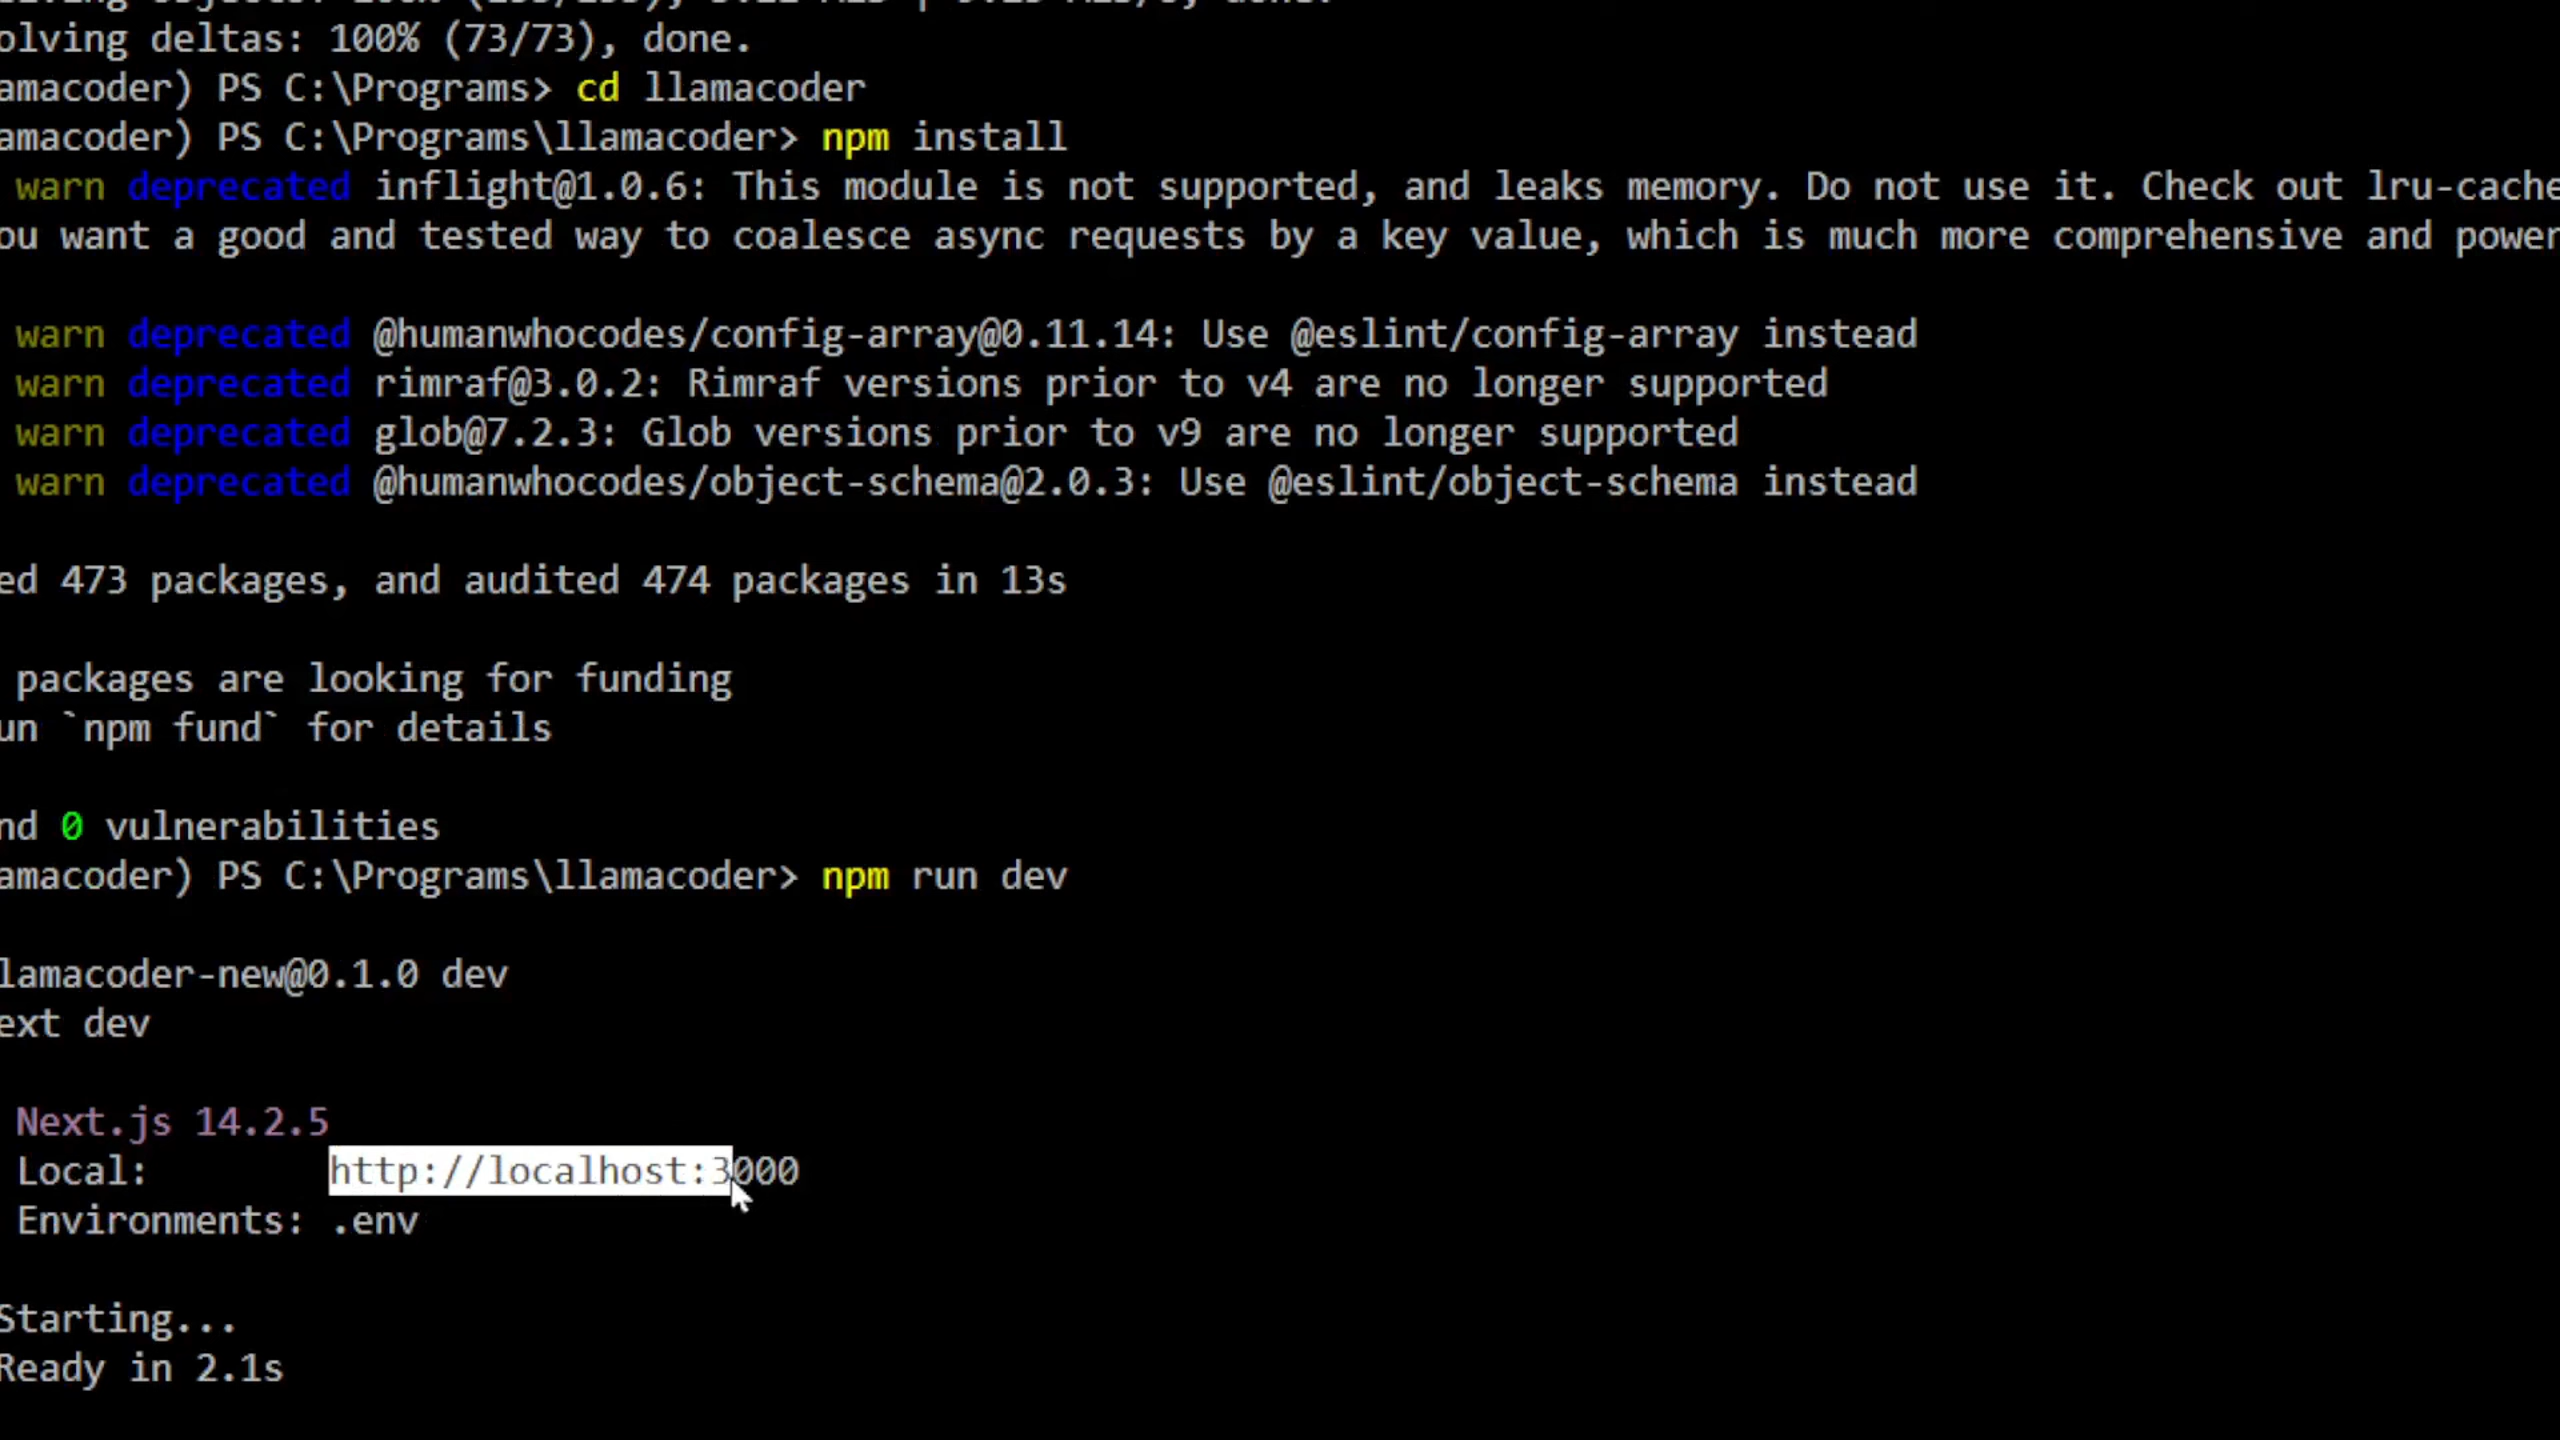 olving deltas: 100% (73/73), done.
amacoder) PS C:\Programs> cd llamacoder
amacoder) PS C:\Programs\llamacoder> npm install
warn deprecated inflight@1.0.6: This module is not supported, and leaks memory. Do not use it. Check out lru-cache
ou want a good and tested way to coalesce async requests by a key value, which is much more comprehensive and power
warn deprecated @humanwhocodes/config-array@0.11.14: Use @eslint/config-array instead
warn deprecated rimraf@3.0.2: Rimraf versions prior to v4 are no longer supported
warn deprecated glob@7.2.3: Glob versions prior to v9 are no longer supported
warn deprecated @humanwhocodes/object-schema@2.0.3: Use @eslint/object-schema instead
ed 473 packages, and audited 474 packages in 13s
packages are looking for funding
un `npm fund` for details
nd 0 vulnerabilities
amacoder) PS C:\Programs\llamacoder> npm run dev
lamacoder-new@0.1.0 dev
ext dev
Next.js 14.2.5
Local: http://localhost:3000
Environments: .env
Starting...
Ready in 2.1s